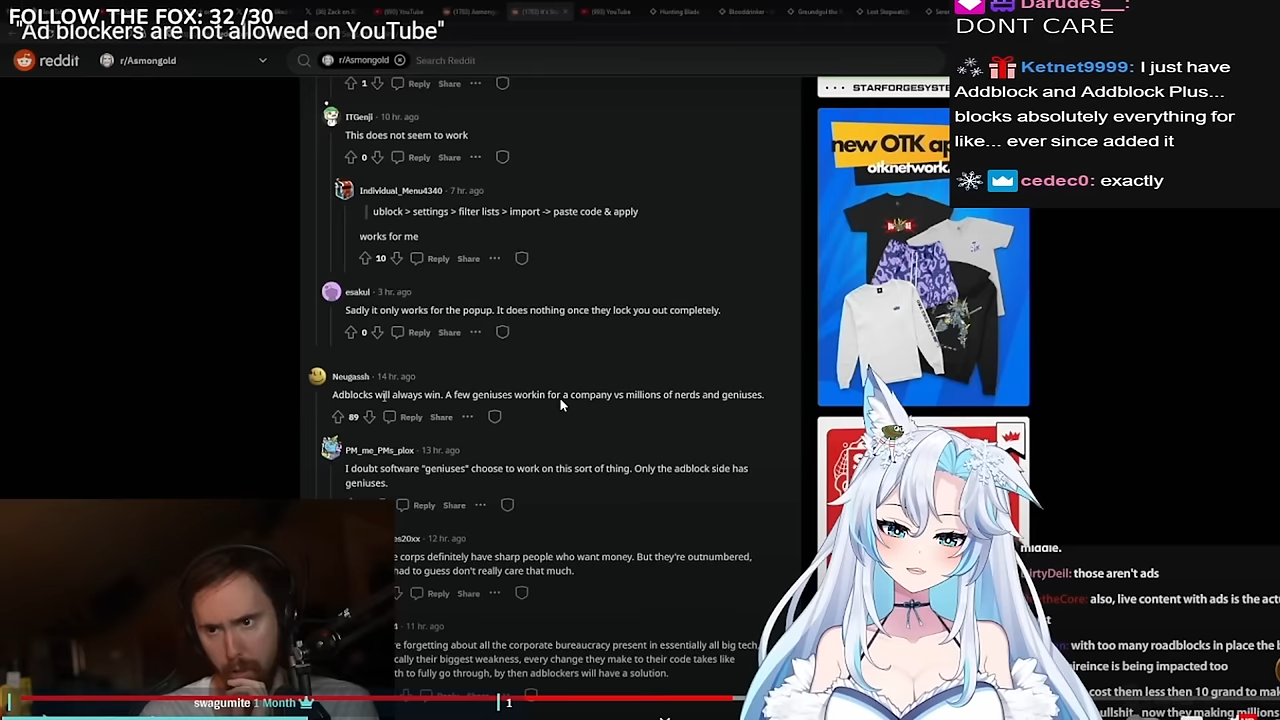 FOLLOW THE FOX: 32 /30
"Ad blockers are not allowed on YouTube"
reddit
r/Asmongold
r/Asmongold
Search Reddit
1 Reply Share
ITGenji · 10 hr. ago
This does not seem to work
0 Reply Share
Individual_Menu4340 · 7 hr. ago
ublock > settings > filter lists > import -> paste code & apply
works for me
10 Reply Share
esakul · 3 hr. ago
Sadly it only works for the popup. It does nothing once they lock you out completely.
0 Reply Share
Neugassh · 14 hr. ago
Adblocks will always win. A few geniuses workin for a company vs millions of nerds and geniuses.
89 Reply Share
PM_me_PMs_plox · 13 hr. ago
I doubt software "geniuses" choose to work on this sort of thing. Only the adblock side has
geniuses.
Reply Share
es20xx · 12 hr. ago
e corps definitely have sharp people who want money. But they're outnumbered,
had to guess don't really care that much.
Reply Share
11 hr. ago
re forgetting about all the corporate bureaucracy present in essentially all big tech,
cally their biggest weakness, every change they make to their code takes like
th to fully go through, by then adblockers will have a solution.
STARFORGESYSTE
new OTK ap
otknetwork.
Darudes__:
DONT CARE
Ketnet9999: I just have
Addblock and Addblock Plus...
blocks absolutely everything for
like... ever since added it
cedec0: exactly
middle.
irtyDeil: those aren't ads
theCore: also, live content with ads is the actu
with too many roadblocks in place the b
ireince is being impacted too
cost them less then 10 grand to mak
ullshit.. now they making millions
swagumite 1 Month
1